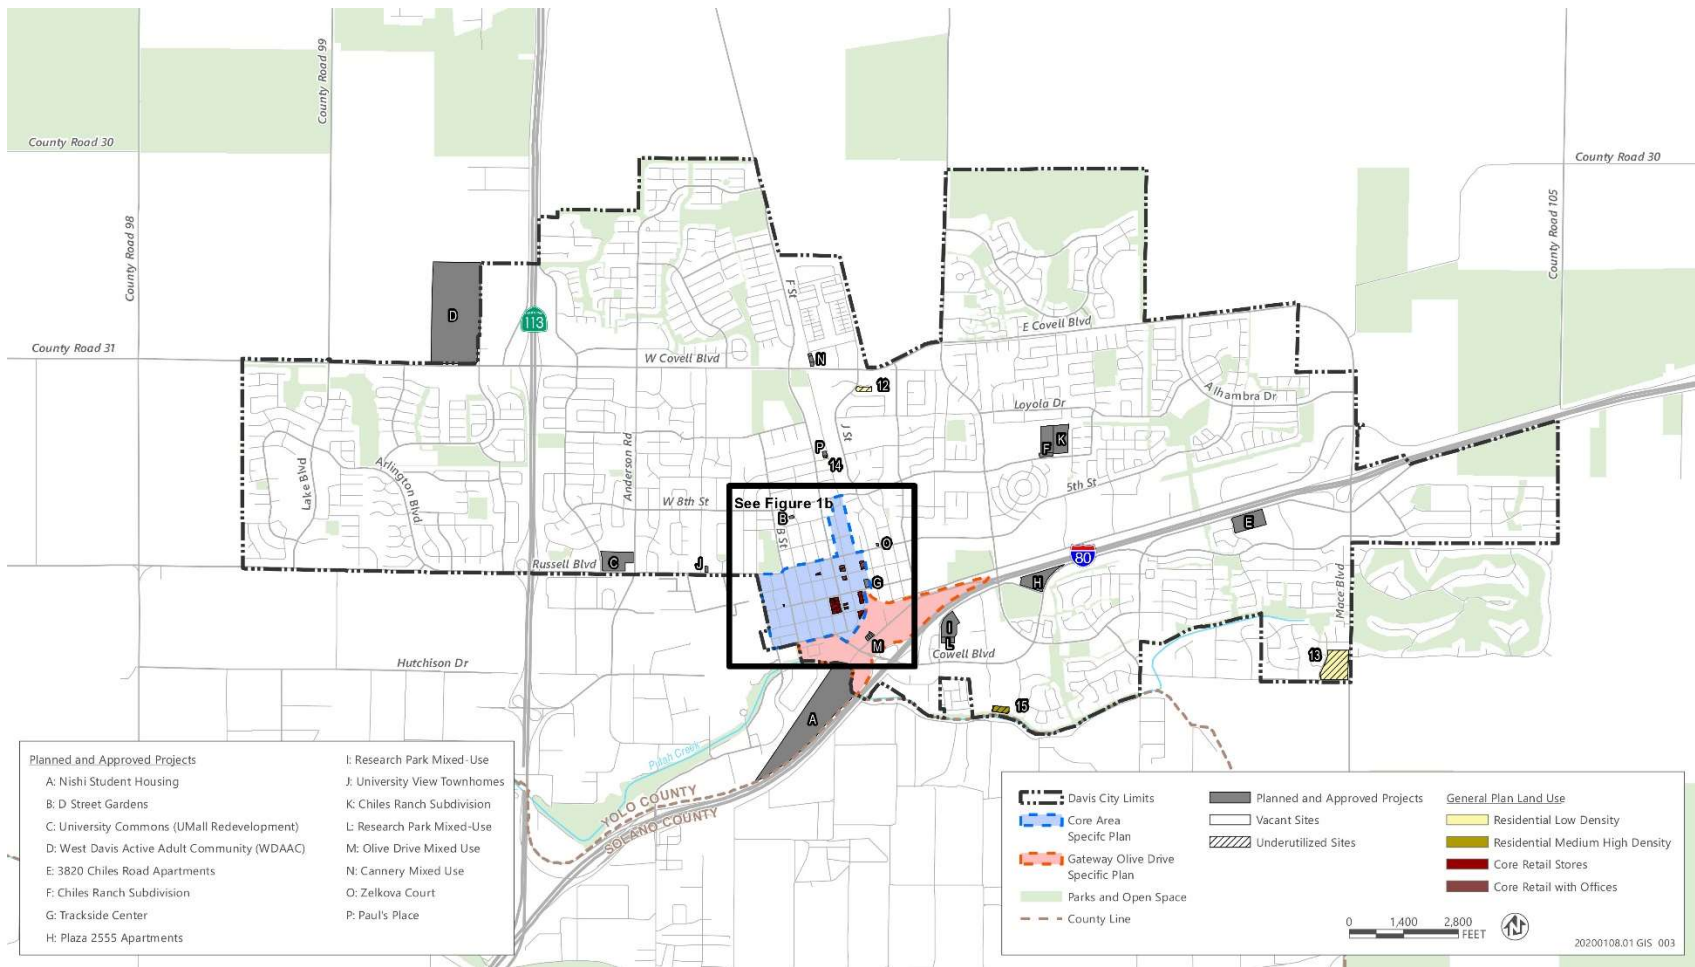 County Road 99
County Road 30
County Road 30
County Road 98
County Road 105
D
113
F St
E Covell Blvd
County Road 31
W Covell Blvd
N
12
Alhambra Dr
Loyola Dr
J St
P
K
F
14
Lake Blvd
Arlington Blvd
Anderson Rd
W 8th St
See Figure 1b
5th St
B
B St
E
O
80
Russell Blvd
C
J
G
H
Mace Blvd
I
L
M
Cowell Blvd
Hutchison Dr
13
15
A
Putah Creek
YOLO COUNTY
SOLANO COUNTY
Planned and Approved Projects
A: Nishi Student Housing
B: D Street Gardens
C: University Commons (UMall Redevelopment)
D: West Davis Active Adult Community (WDAAC)
E: 3820 Chiles Road Apartments
F: Chiles Ranch Subdivision
G: Trackside Center
H: Plaza 2555 Apartments
I: Research Park Mixed-Use
J: University View Townhomes
K: Chiles Ranch Subdivision
L: Research Park Mixed-Use
M: Olive Drive Mixed Use
N: Cannery Mixed Use
O: Zelkova Court
P: Paul's Place
Davis City Limits
Core Area
Specifc Plan
Gateway Olive Drive
Specific Plan
Parks and Open Space
County Line
Planned and Approved Projects
Vacant Sites
Underutilized Sites
General Plan Land Use
Residential Low Density
Residential Medium High Density
Core Retail Stores
Core Retail with Offices
0 1,400 2,800
FEET
N
20200108.01 GIS 003